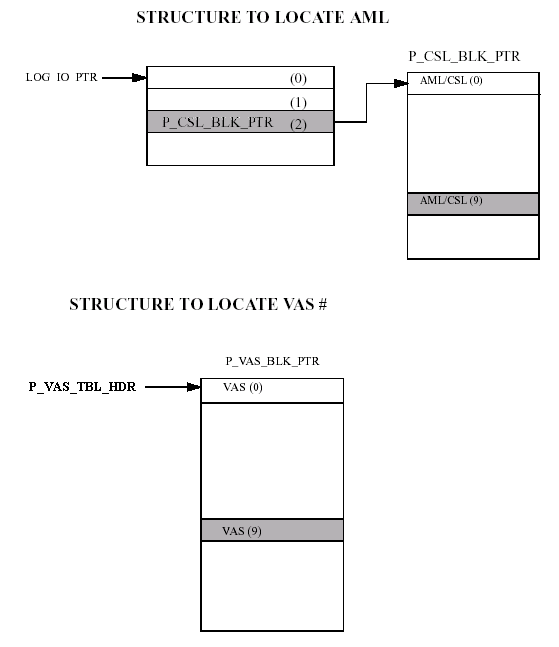 STRUCTURE TO LOCATE AML
P_CSL_BLK_PTR
LOG IO PTR
(0)
AML/CSL (0)
(1)
P_CSL_BLK_PTR (2)
AML/CSL (9)
STRUCTURE TO LOCATE VAS #
P_VAS_BLK_PTR
P_VAS_TBL_HDR
VAS (0)
VAS (9)